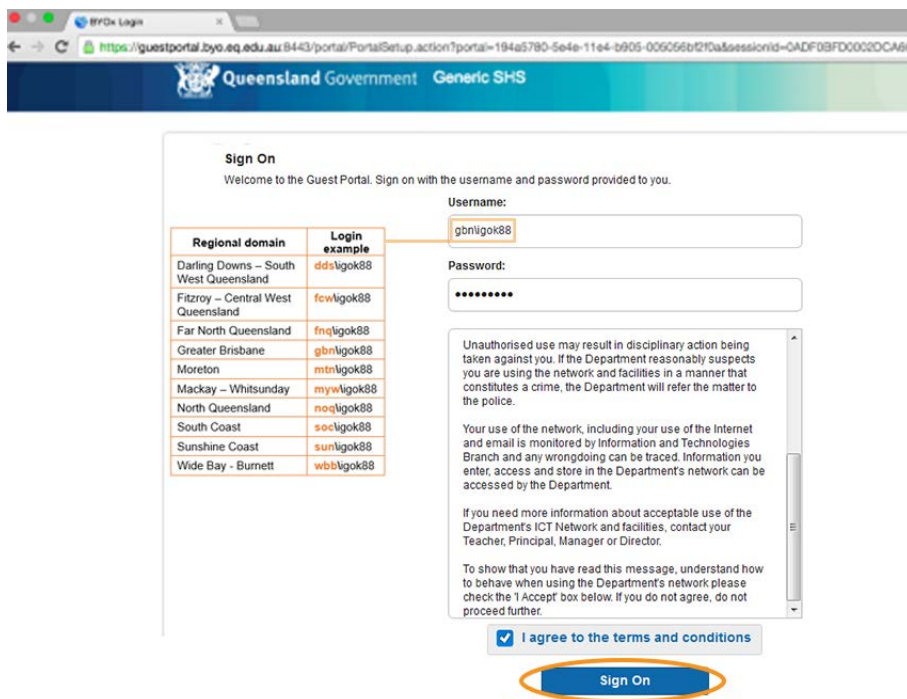 BYOx Login
https://guestportal.byo.eq.edu.au:8443/portal/PortalSetup.action?portal=194a5780-5e4e-11e4-b905-005056bf2f0a&sessionId=0ADF0BFD0002DCA6
Queensland Government Generic SHS
Sign On
Welcome to the Guest Portal. Sign on with the username and password provided to you.
Username:
gbn\igok88
Password:
•••••••••
Regional domain Login example
Darling Downs – South West Queensland dds\igok88
Fitzroy – Central West Queensland fcw\igok88
Far North Queensland fnq\igok88
Greater Brisbane gbn\igok88
Moreton mtn\igok88
Mackay – Whitsunday myw\igok88
North Queensland noq\igok88
South Coast soc\igok88
Sunshine Coast sun\igok88
Wide Bay - Burnett wbb\igok88
Unauthorised use may result in disciplinary action being
taken against you. If the Department reasonably suspects
you are using the network and facilities in a manner that
constitutes a crime, the Department will refer the matter to
the police.
Your use of the network, including your use of the Internet
and email is monitored by Information and Technologies
Branch and any wrongdoing can be traced. Information you
enter, access and store in the Department's network can be
accessed by the Department.
If you need more information about acceptable use of the
Department's ICT Network and facilities, contact your
Teacher, Principal, Manager or Director.
To show that you have read this message, understand how
to behave when using the Department's network please
check the 'I Accept' box below. If you do not agree, do not
proceed further.
I agree to the terms and conditions
Sign On